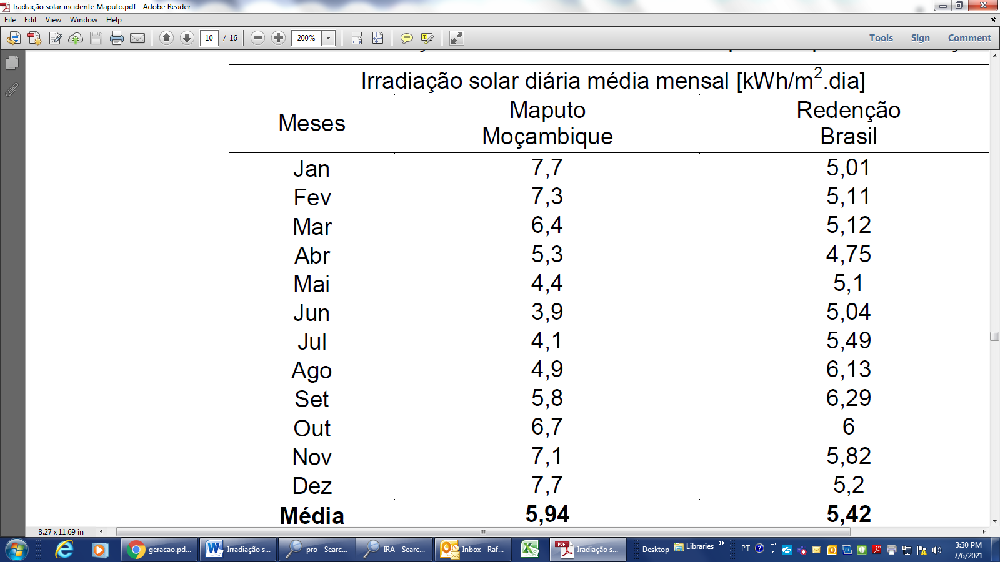 Iradiação solar incidente Maputo.pdf - Adobe Reader
File Edit View Window Help
10 / 16 200% Tools Sign Comment
Irradiação solar diária média mensal [kWh/m².dia]
Meses Maputo Moçambique Redenção Brasil
Jan 7,7 5,01
Fev 7,3 5,11
Mar 6,4 5,12
Abr 5,3 4,75
Mai 4,4 5,1
Jun 3,9 5,04
Jul 4,1 5,49
Ago 4,9 6,13
Set 5,8 6,29
Out 6,7 6
Nov 7,1 5,82
Dez 7,7 5,2
Média 5,94 5,42
8.27 x 11.69 in
geracao.pd... Irradiação s... pro - Searc... IRA - Searc... Inbox - Raf... Iradiação s... Desktop Libraries PT 3:30 PM
7/6/2021